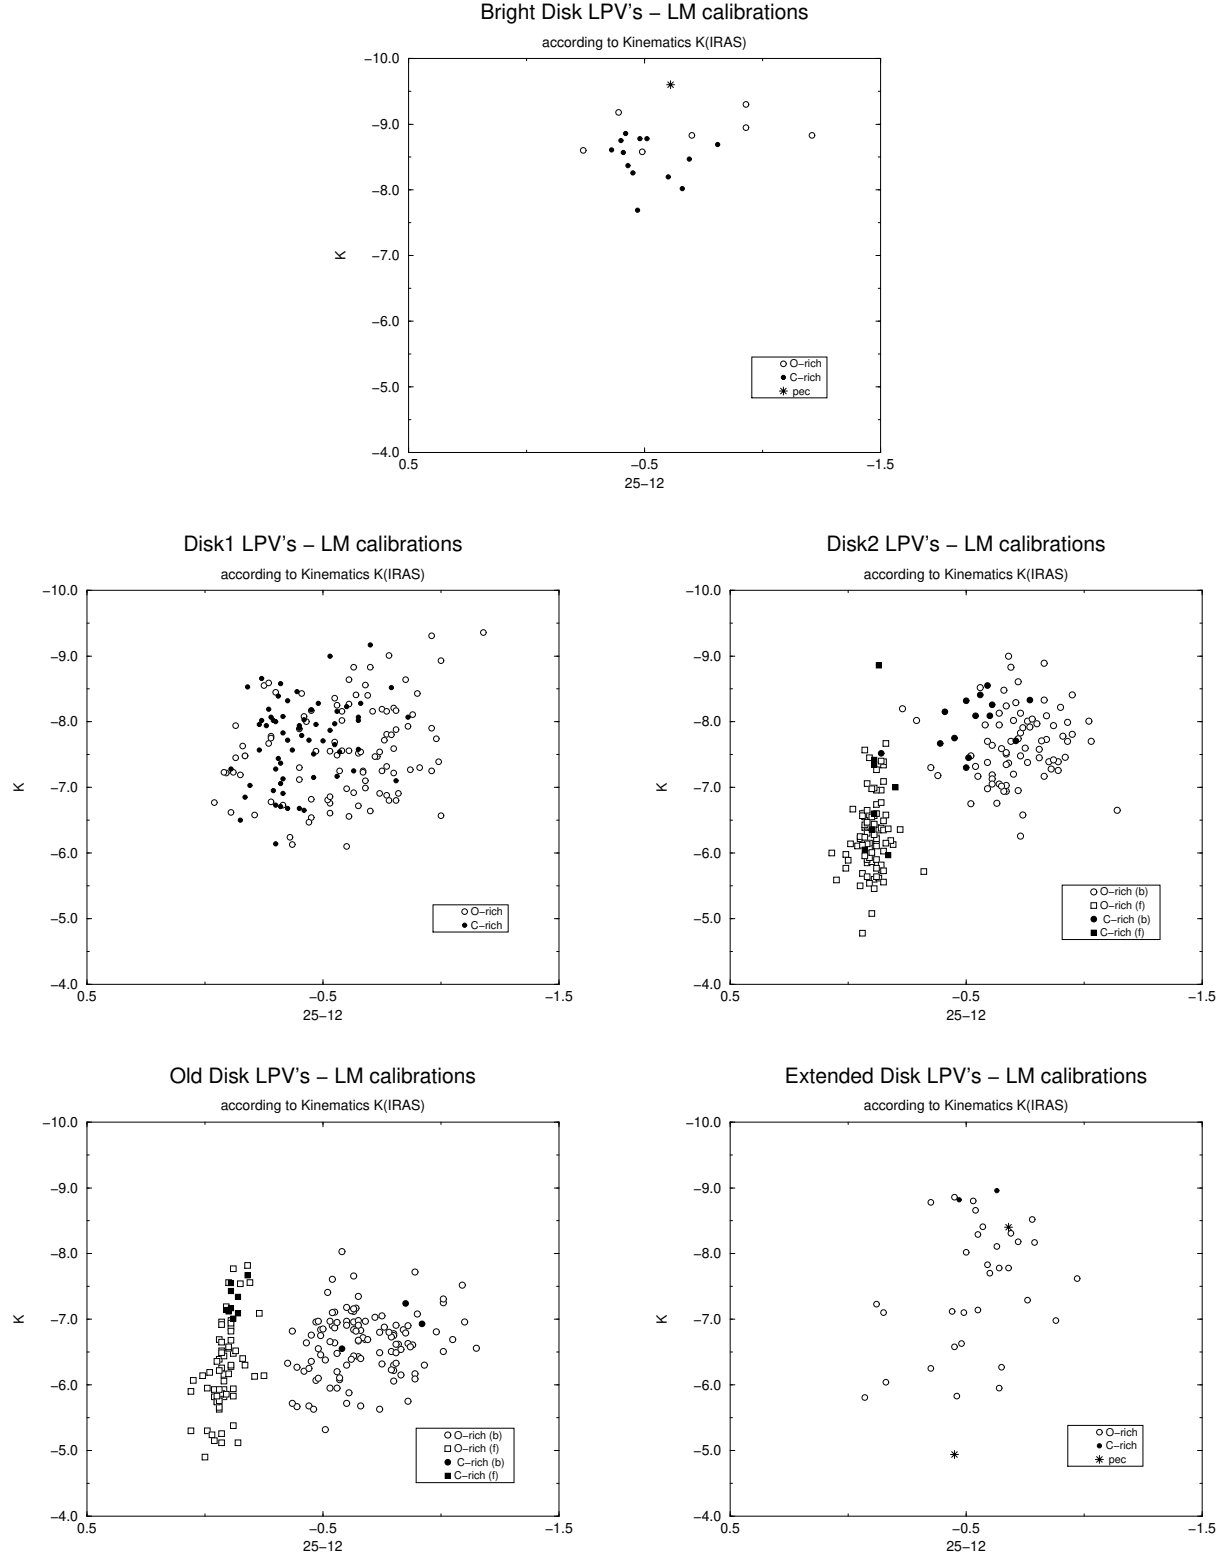 Bright Disk LPV's – LM calibrations
according to Kinematics K(IRAS)
−10.0
−9.0
−8.0
−7.0
K
−6.0
−5.0
−4.0
O−rich
C−rich
pec
0.5
−0.5
−1.5
25−12
Disk1 LPV's – LM calibrations
according to Kinematics K(IRAS)
−10.0
−9.0
−8.0
−7.0
K
−6.0
−5.0
−4.0
O−rich
C−rich
0.5
−0.5
−1.5
25−12
Disk2 LPV's – LM calibrations
according to Kinematics K(IRAS)
−10.0
−9.0
−8.0
−7.0
K
−6.0
−5.0
−4.0
O−rich (b)
O−rich (f)
C−rich (b)
C−rich (f)
0.5
−0.5
−1.5
25−12
Old Disk LPV's – LM calibrations
according to Kinematics K(IRAS)
−10.0
−9.0
−8.0
−7.0
K
−6.0
−5.0
−4.0
O−rich (b)
O−rich (f)
C−rich (b)
C−rich (f)
0.5
−0.5
−1.5
25−12
Extended Disk LPV's – LM calibrations
according to Kinematics K(IRAS)
−10.0
−9.0
−8.0
−7.0
K
−6.0
−5.0
−4.0
O−rich
C−rich
pec
0.5
−0.5
−1.5
25−12